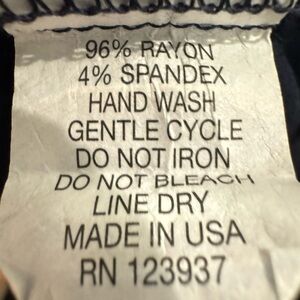 96% RAYON
4% SPANDEX
HAND WASH
GENTLE CYCLE
DO NOT IRON
DO NOT BLEACH
LINE DRY
MADE IN USA
RN 123937